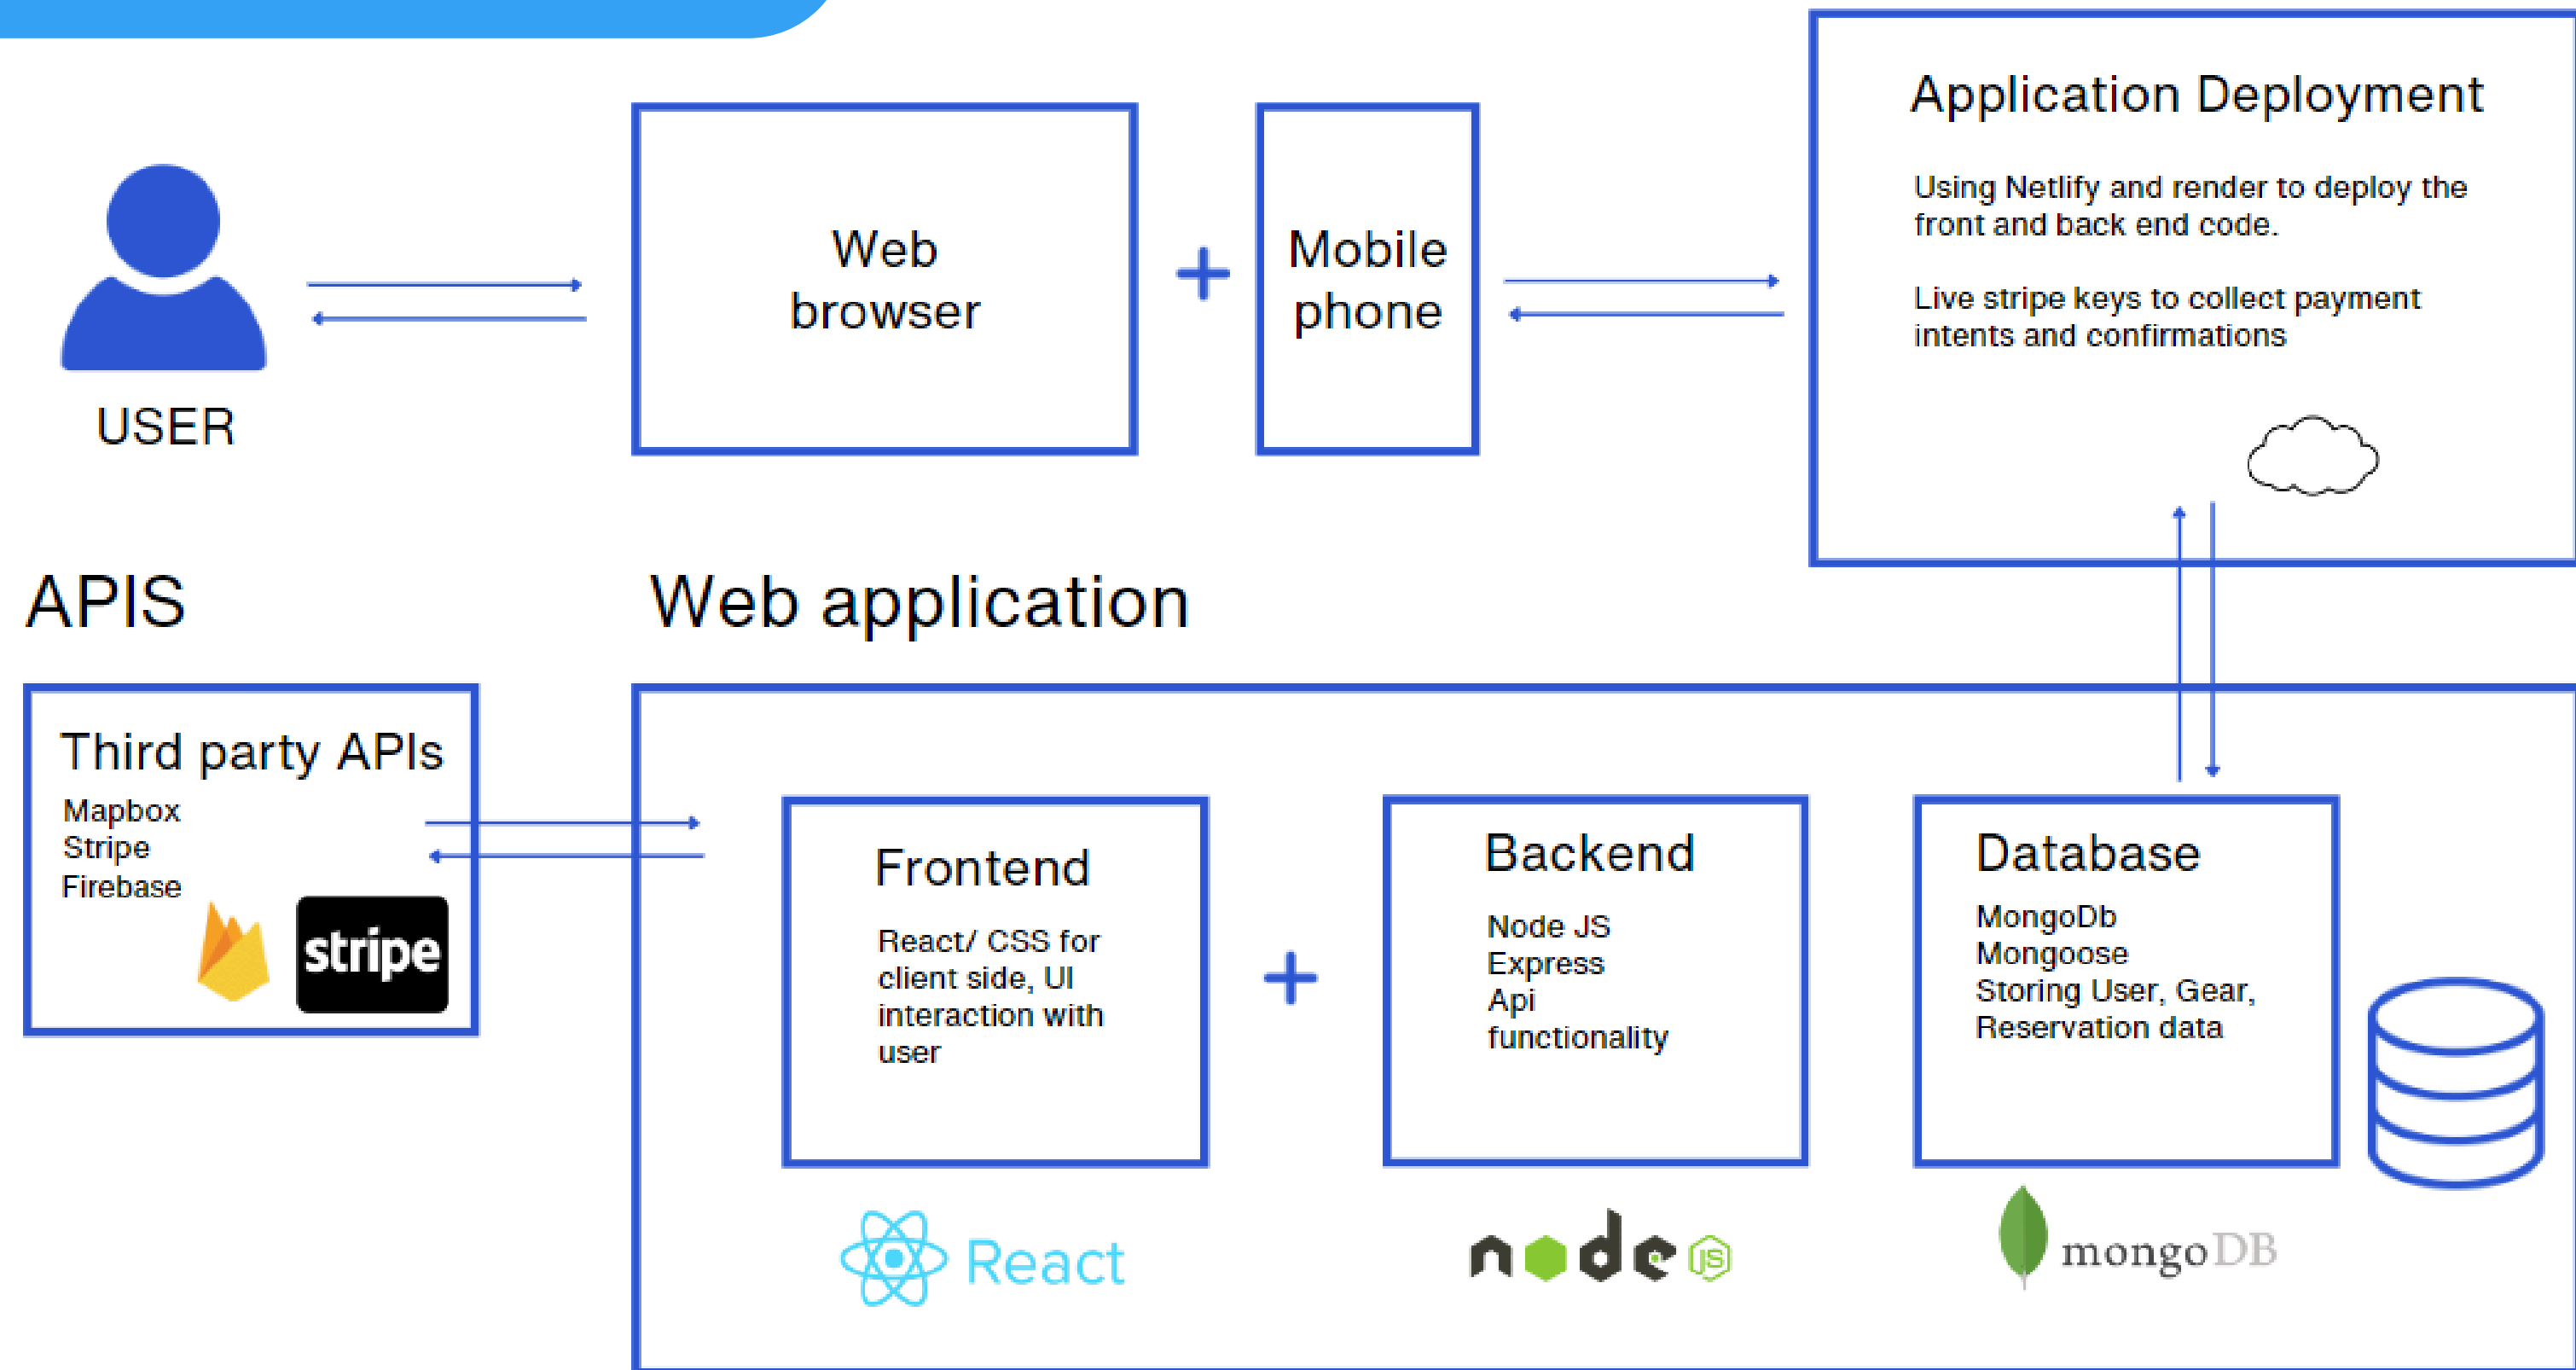 Application Deployment
Using Netlify and render to deploy the
front and back end code.
Live stripe keys to collect payment
intents and confirmations
Web
browser
+
Mobile
phone
USER
APIS
Web application
Third party APIs
Mapbox
Stripe
Firebase
stripe
Frontend
React/ CSS for
client side, UI
interaction with
user
+
Backend
Node JS
Express
Api
functionality
Database
MongoDb
Mongoose
Storing User, Gear,
Reservation data
React
node JS
mongoDB